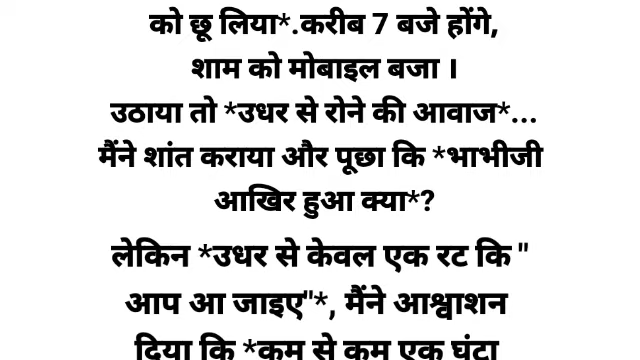 को छू लिया*.करीब 7 बजे होंगे,
शाम को मोबाइल बजा ।
उठाया तो *उधर से रोने की आवाज*...
मैंने शांत कराया और पूछा कि *भाभीजी
आखिर हुआ क्या*?
लेकिन *उधर से केवल एक रट कि "
आप आ जाइए"*, मैंने आश्वाशन
दिया कि *कम से कम एक घंटा